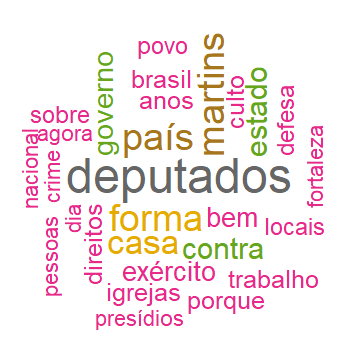 povo
brasil
anos
governo
martins
culto
estado
defesa
sobre
agora
país
nacional
crime
deputados
fortaleza
pessoas
dia
direitos
forma
bem
locais
casa
contra
exército
trabalho
igrejas
porque
presídios